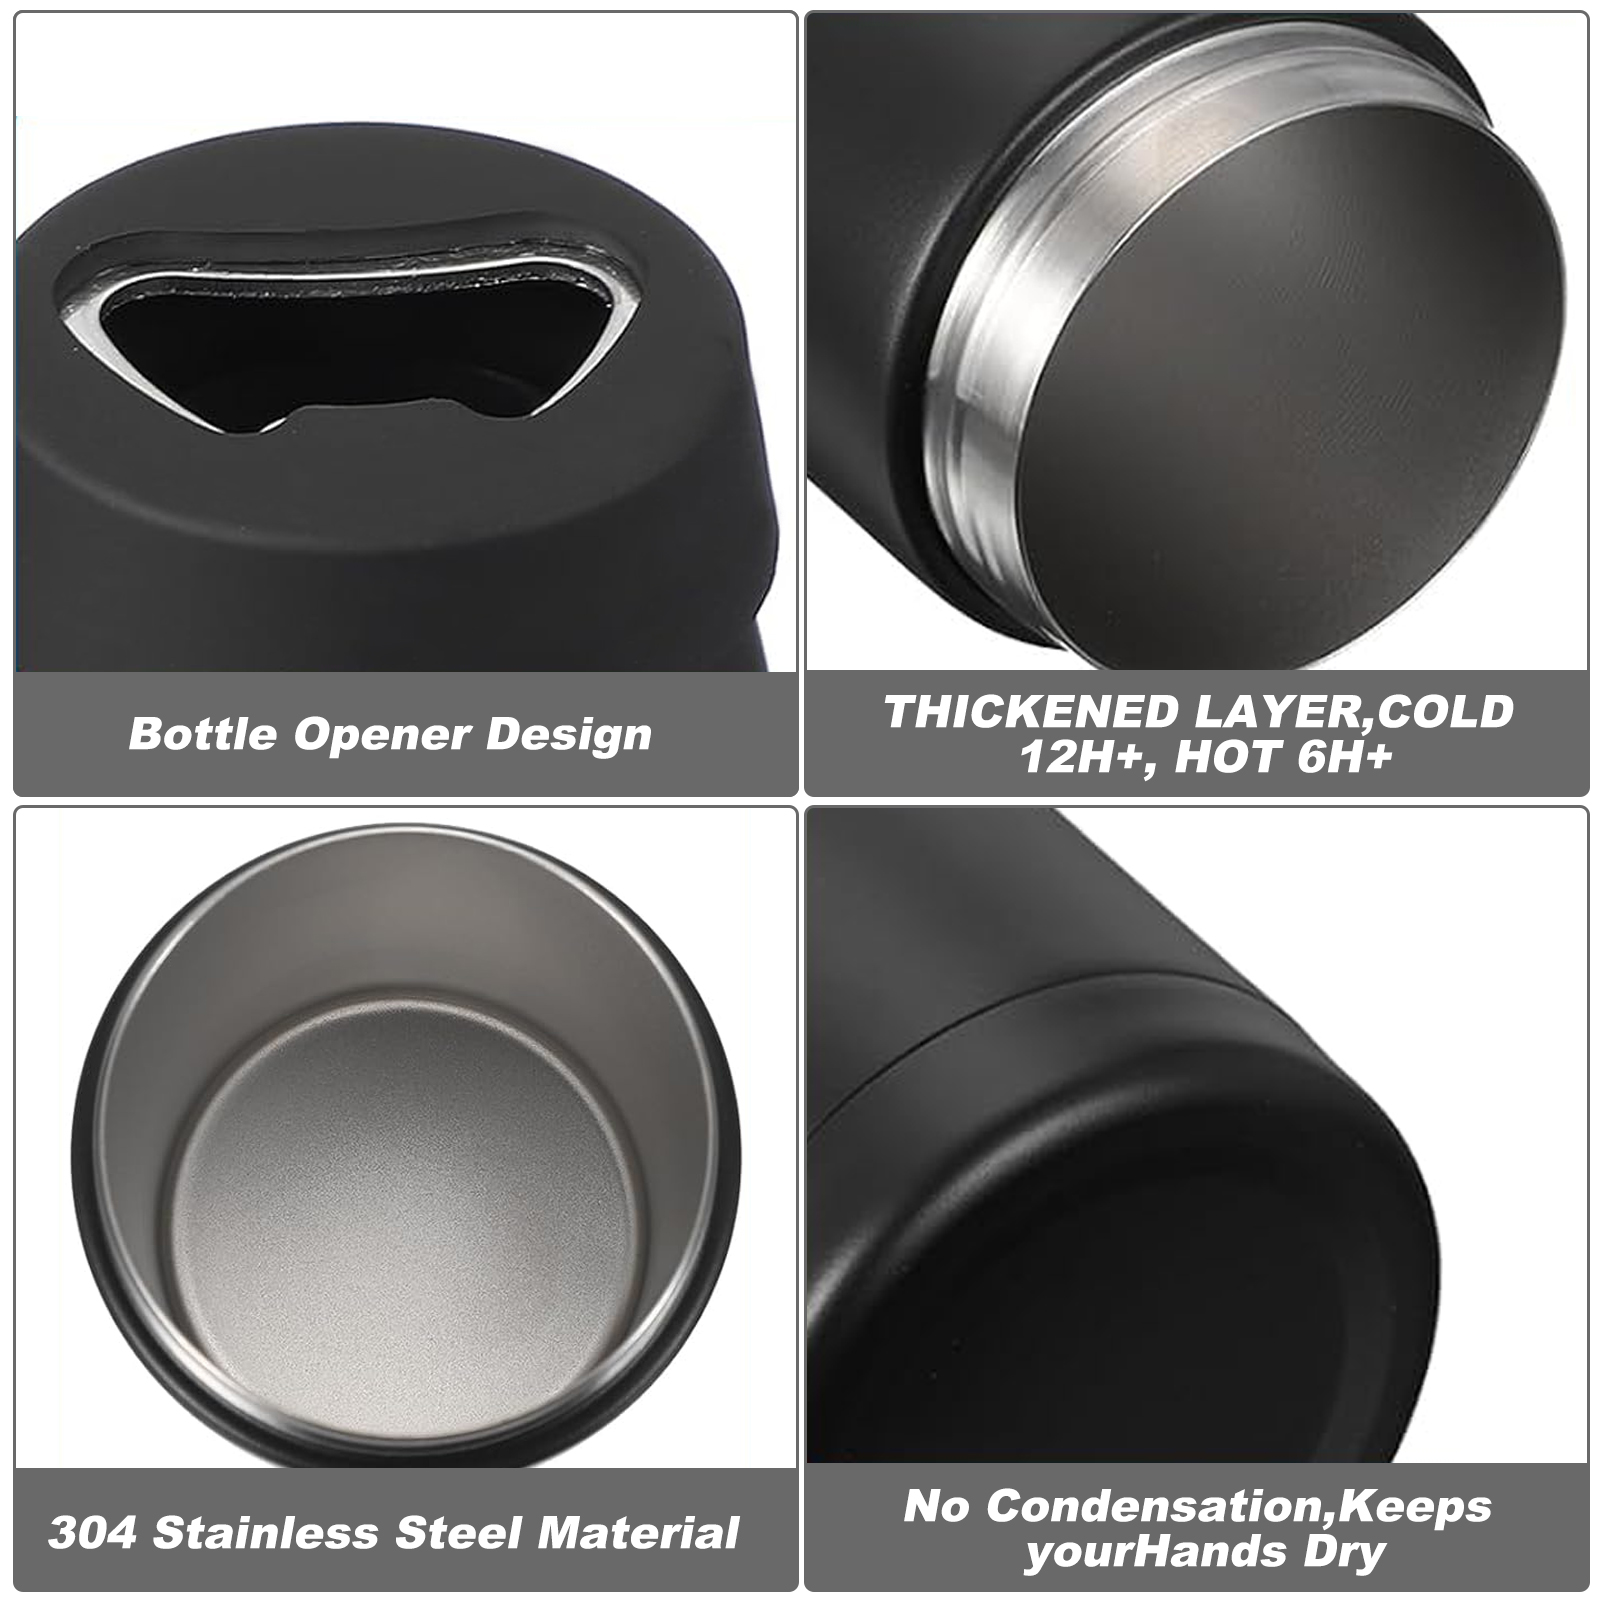 Bottle Opener Design
THICKENED LAYER,COLD
12H+, HOT 6H+
304 Stainless Steel Material
No Condensation,Keeps
yourHands Dry